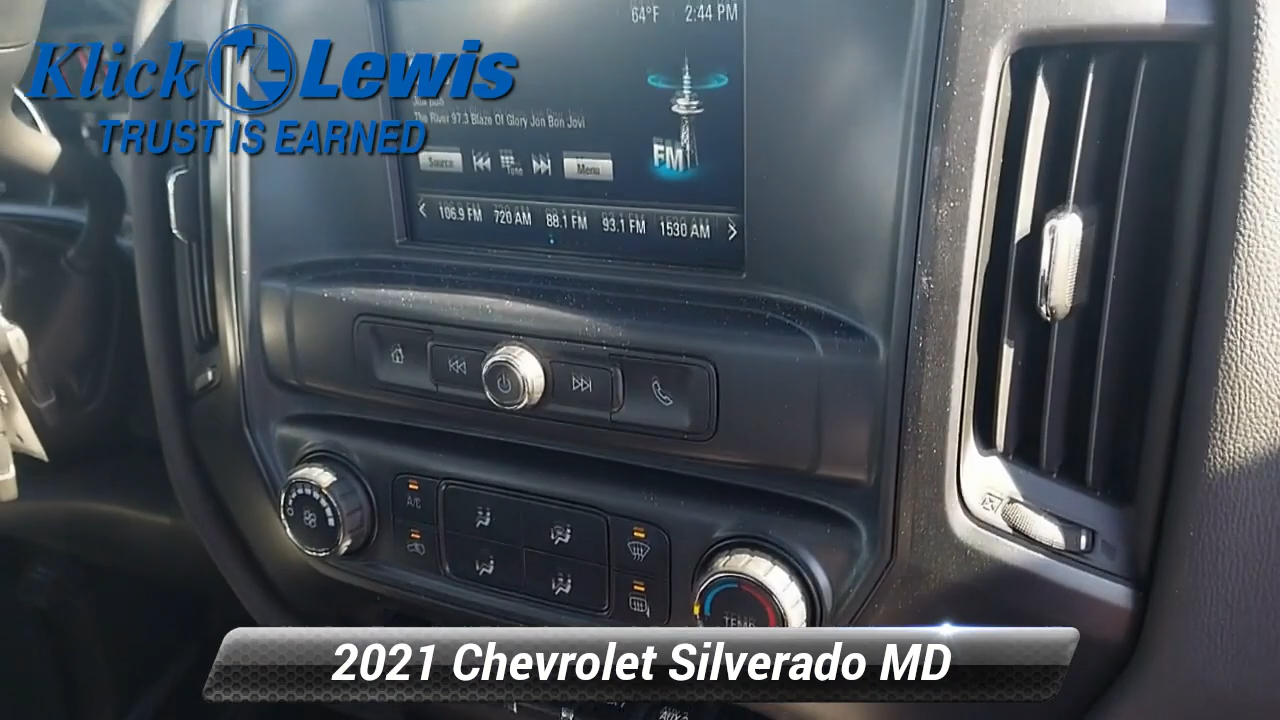 64°F 2:44 PM
Klick KL Lewis
TRUST IS EARNED
The River 97.3 Blaze Of Glory Jon Bon Jovi
FM
Source
Tune
Menu
106.9 FM 720 AM 88.1 FM 93.1 FM 1530 AM
A/C
TEMP
2021 Chevrolet Silverado MD